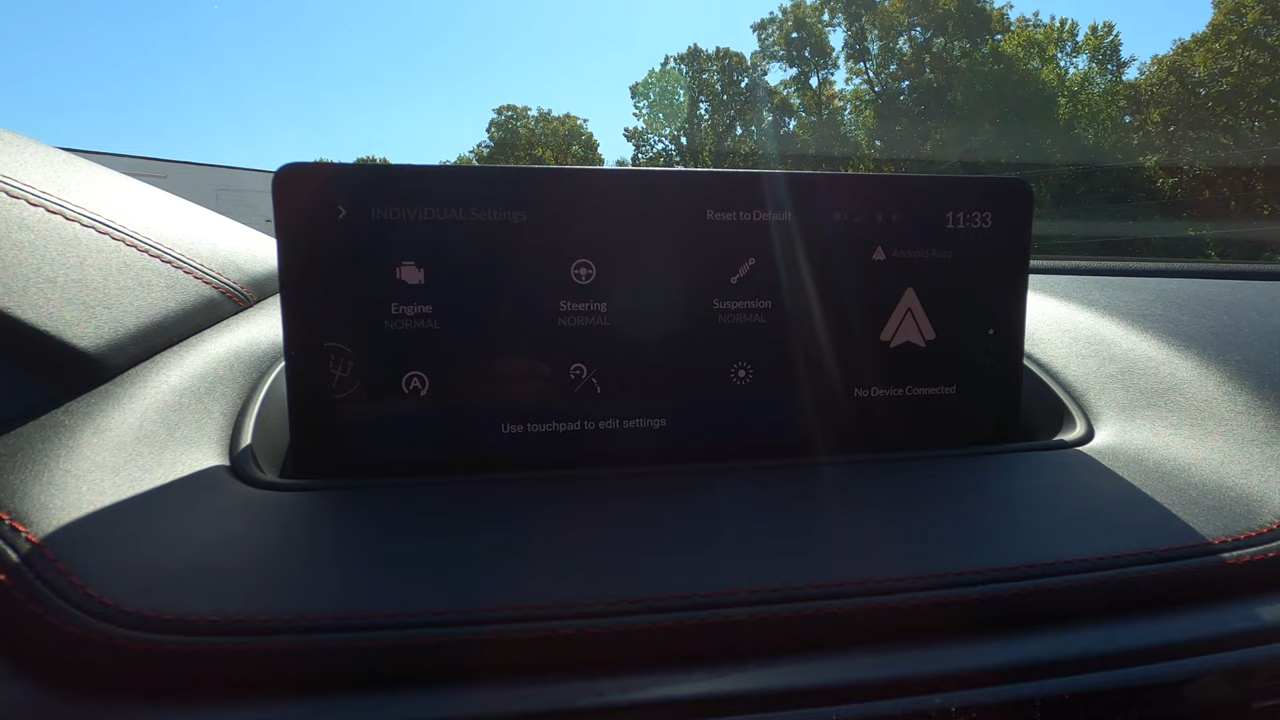 INDIVIDUAL Settings
Reset to Default
11:33
Android Auto
Engine
NORMAL
Steering
NORMAL
Suspension
NORMAL
A
No Device Connected
Use touchpad to edit settings